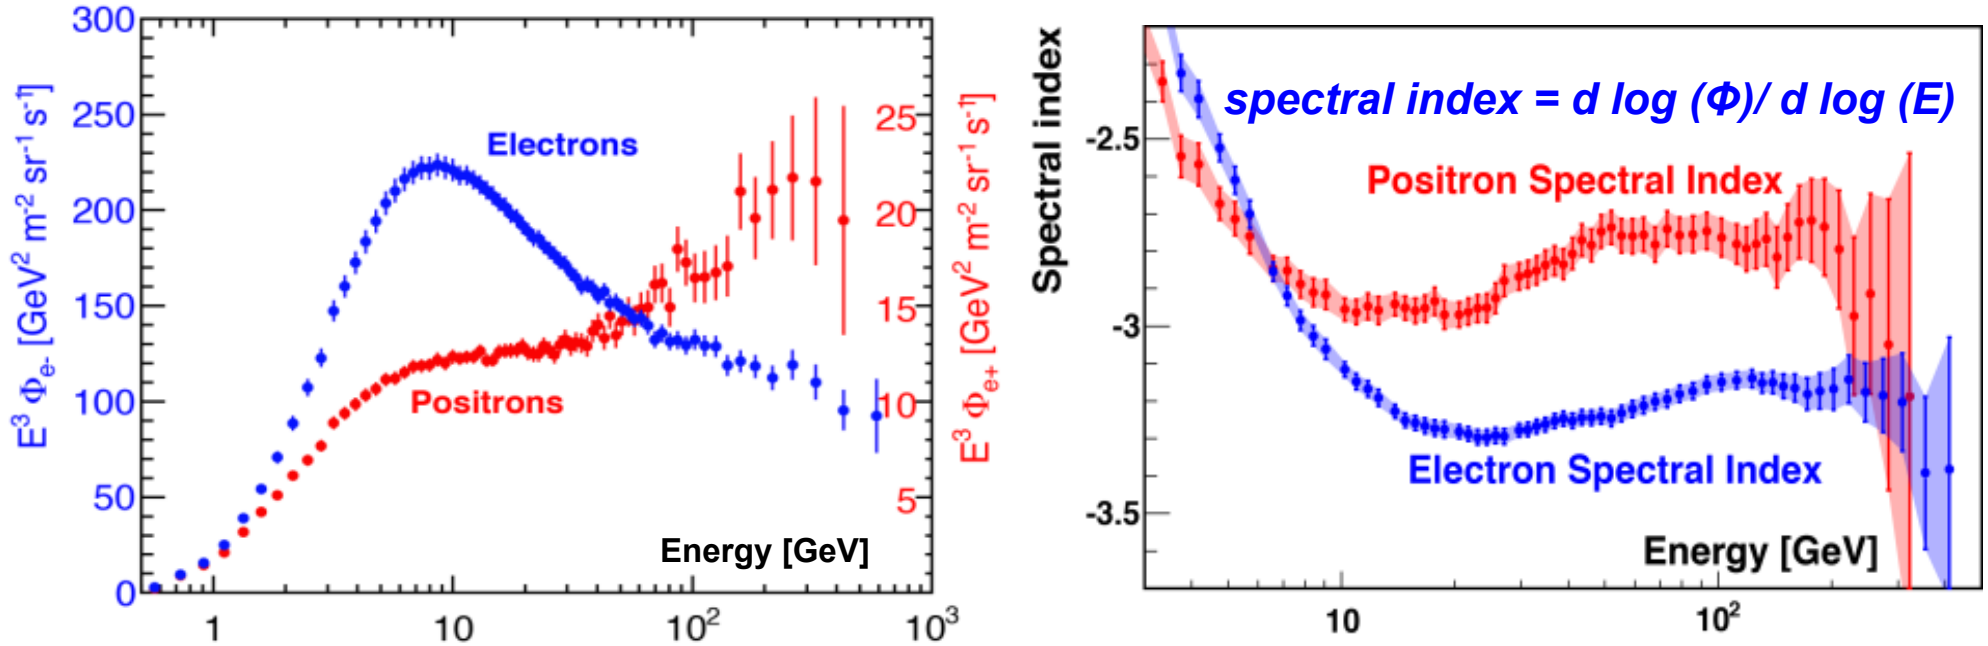 300
250
200
150
100
50
0
E³ Φe- [GeV² m⁻² sr⁻¹ s⁻¹]
Electrons
Positrons
Energy [GeV]
1
10
10²
10³
25
20
15
10
5
E³ Φe+ [GeV² m⁻² sr⁻¹ s⁻¹]
Spectral index
-2.5
-3
-3.5
spectral index = d log (Φ)/ d log (E)
Positron Spectral Index
Electron Spectral Index
Energy [GeV]
10
10²